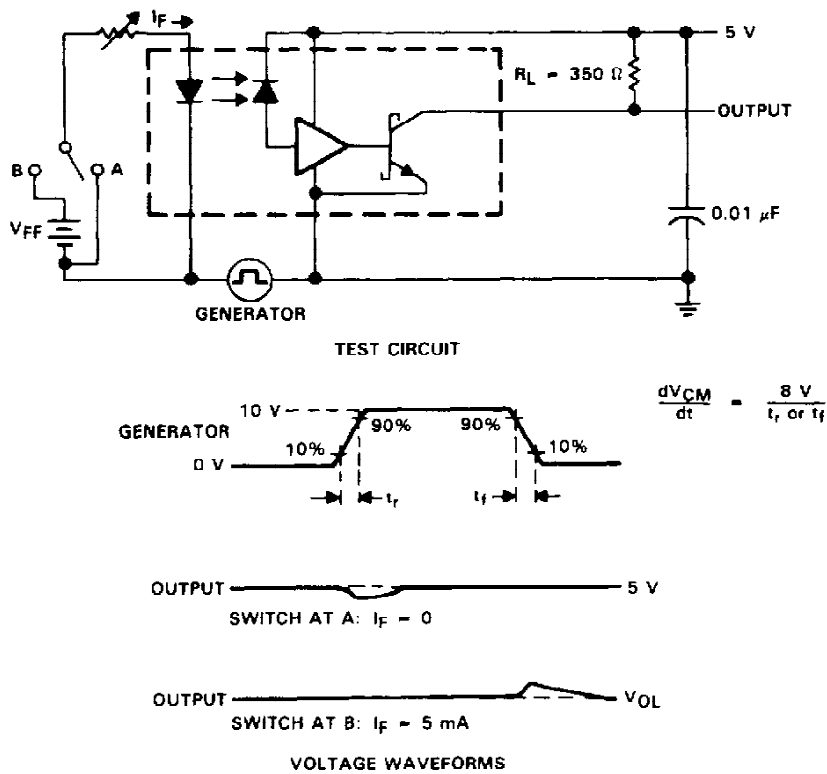 IF
5 V
RL = 350 Ω
OUTPUT
B
A
VFF
0.01 μF
GENERATOR
TEST CIRCUIT
dVCM
dt
=
8 V
tr or tf
10 V
GENERATOR
90%
90%
10%
10%
0 V
tr
tf
OUTPUT
5 V
SWITCH AT A: IF = 0
OUTPUT
VOL
SWITCH AT B: IF = 5 mA
VOLTAGE WAVEFORMS